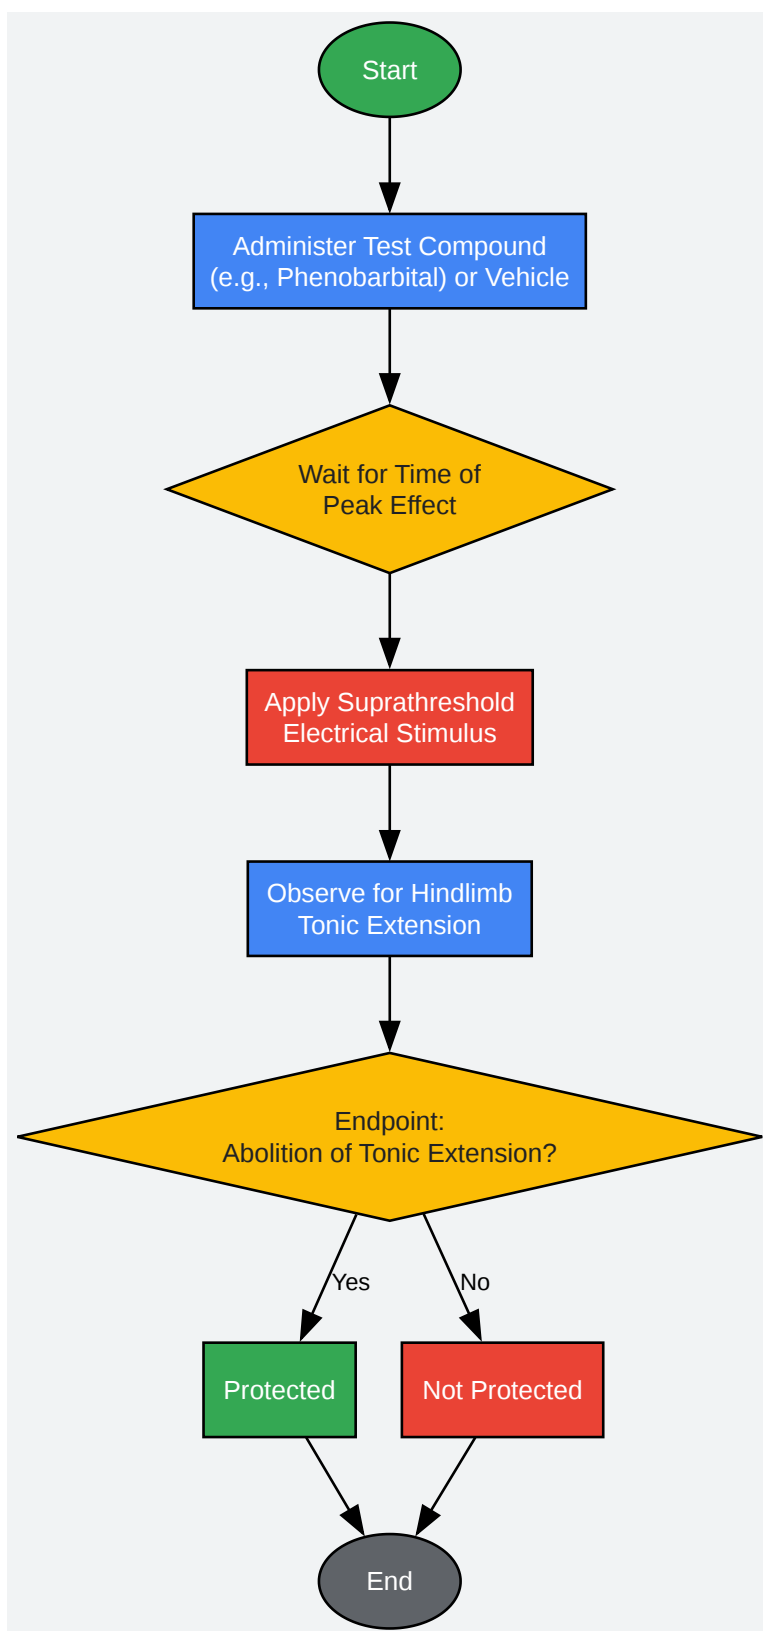 Start
Administer Test Compound
(e.g., Phenobarbital) or Vehicle
Wait for Time of
Peak Effect
Apply Suprathreshold
Electrical Stimulus
Observe for Hindlimb
Tonic Extension
Endpoint:
Abolition of Tonic Extension?
Yes
No
Protected
Not Protected
End